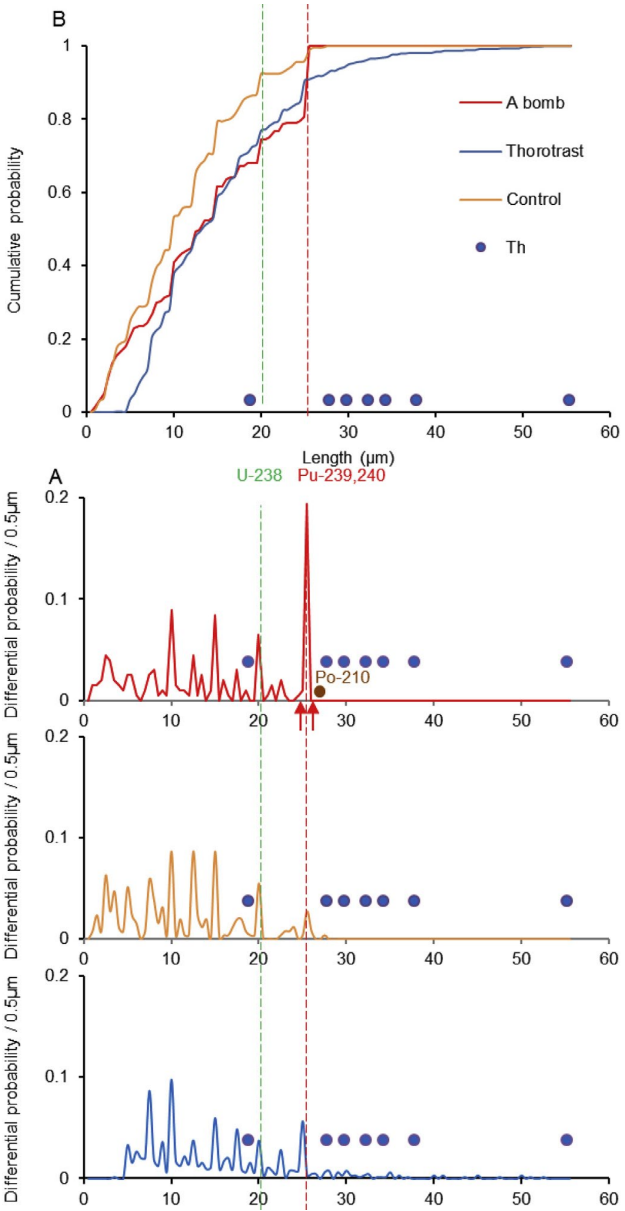 B
Cumulative probability
1
0.8
0.6
0.4
0.2
0
A bomb
Thorotrast
Control
Th
0 10 20 30 40 50 60
Length (μm)
A
U-238 Pu-239,240
Differential probability / 0.5μm
0.2
0.1
0
Po-210
0 10 20 30 40 50 60
Differential probability / 0.5μm
0.2
0.1
0
0 10 20 30 40 50 60
Differential probability / 0.5μm
0.2
0.1
0
0 10 20 30 40 50 60